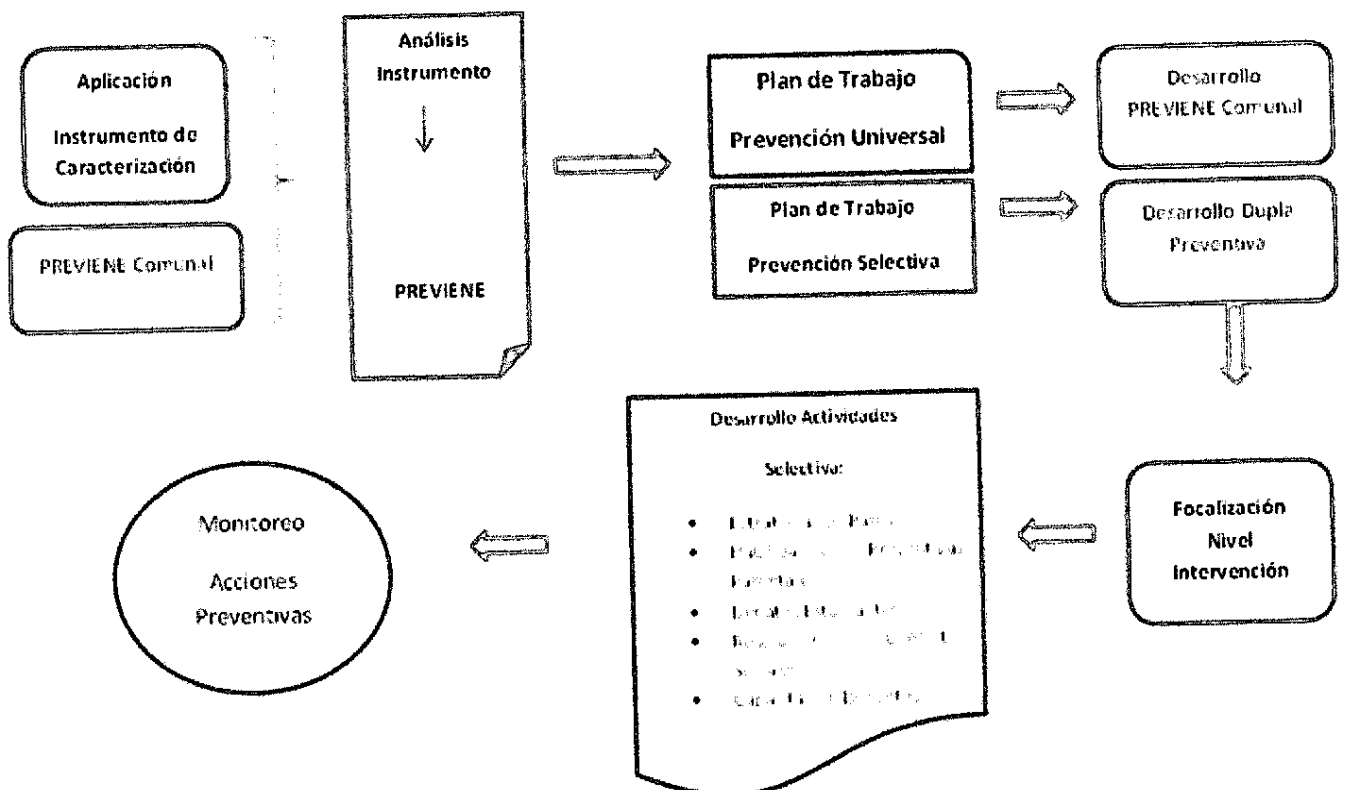 Aplicación
Instrumento de
Caracterización
PREVIENE Comunal
Análisis
Instrumento
PREVIENE
Plan de Trabajo
Prevención Universal
Plan de Trabajo
Prevención Selectiva
Desarrollo
PREVIENE Comunal
Desarrollo Dupla
Preventiva
Focalización
Nivel
Intervención
Desarrollo Actividades
Selectiva:
Monitoreo
Acciones
Preventivas